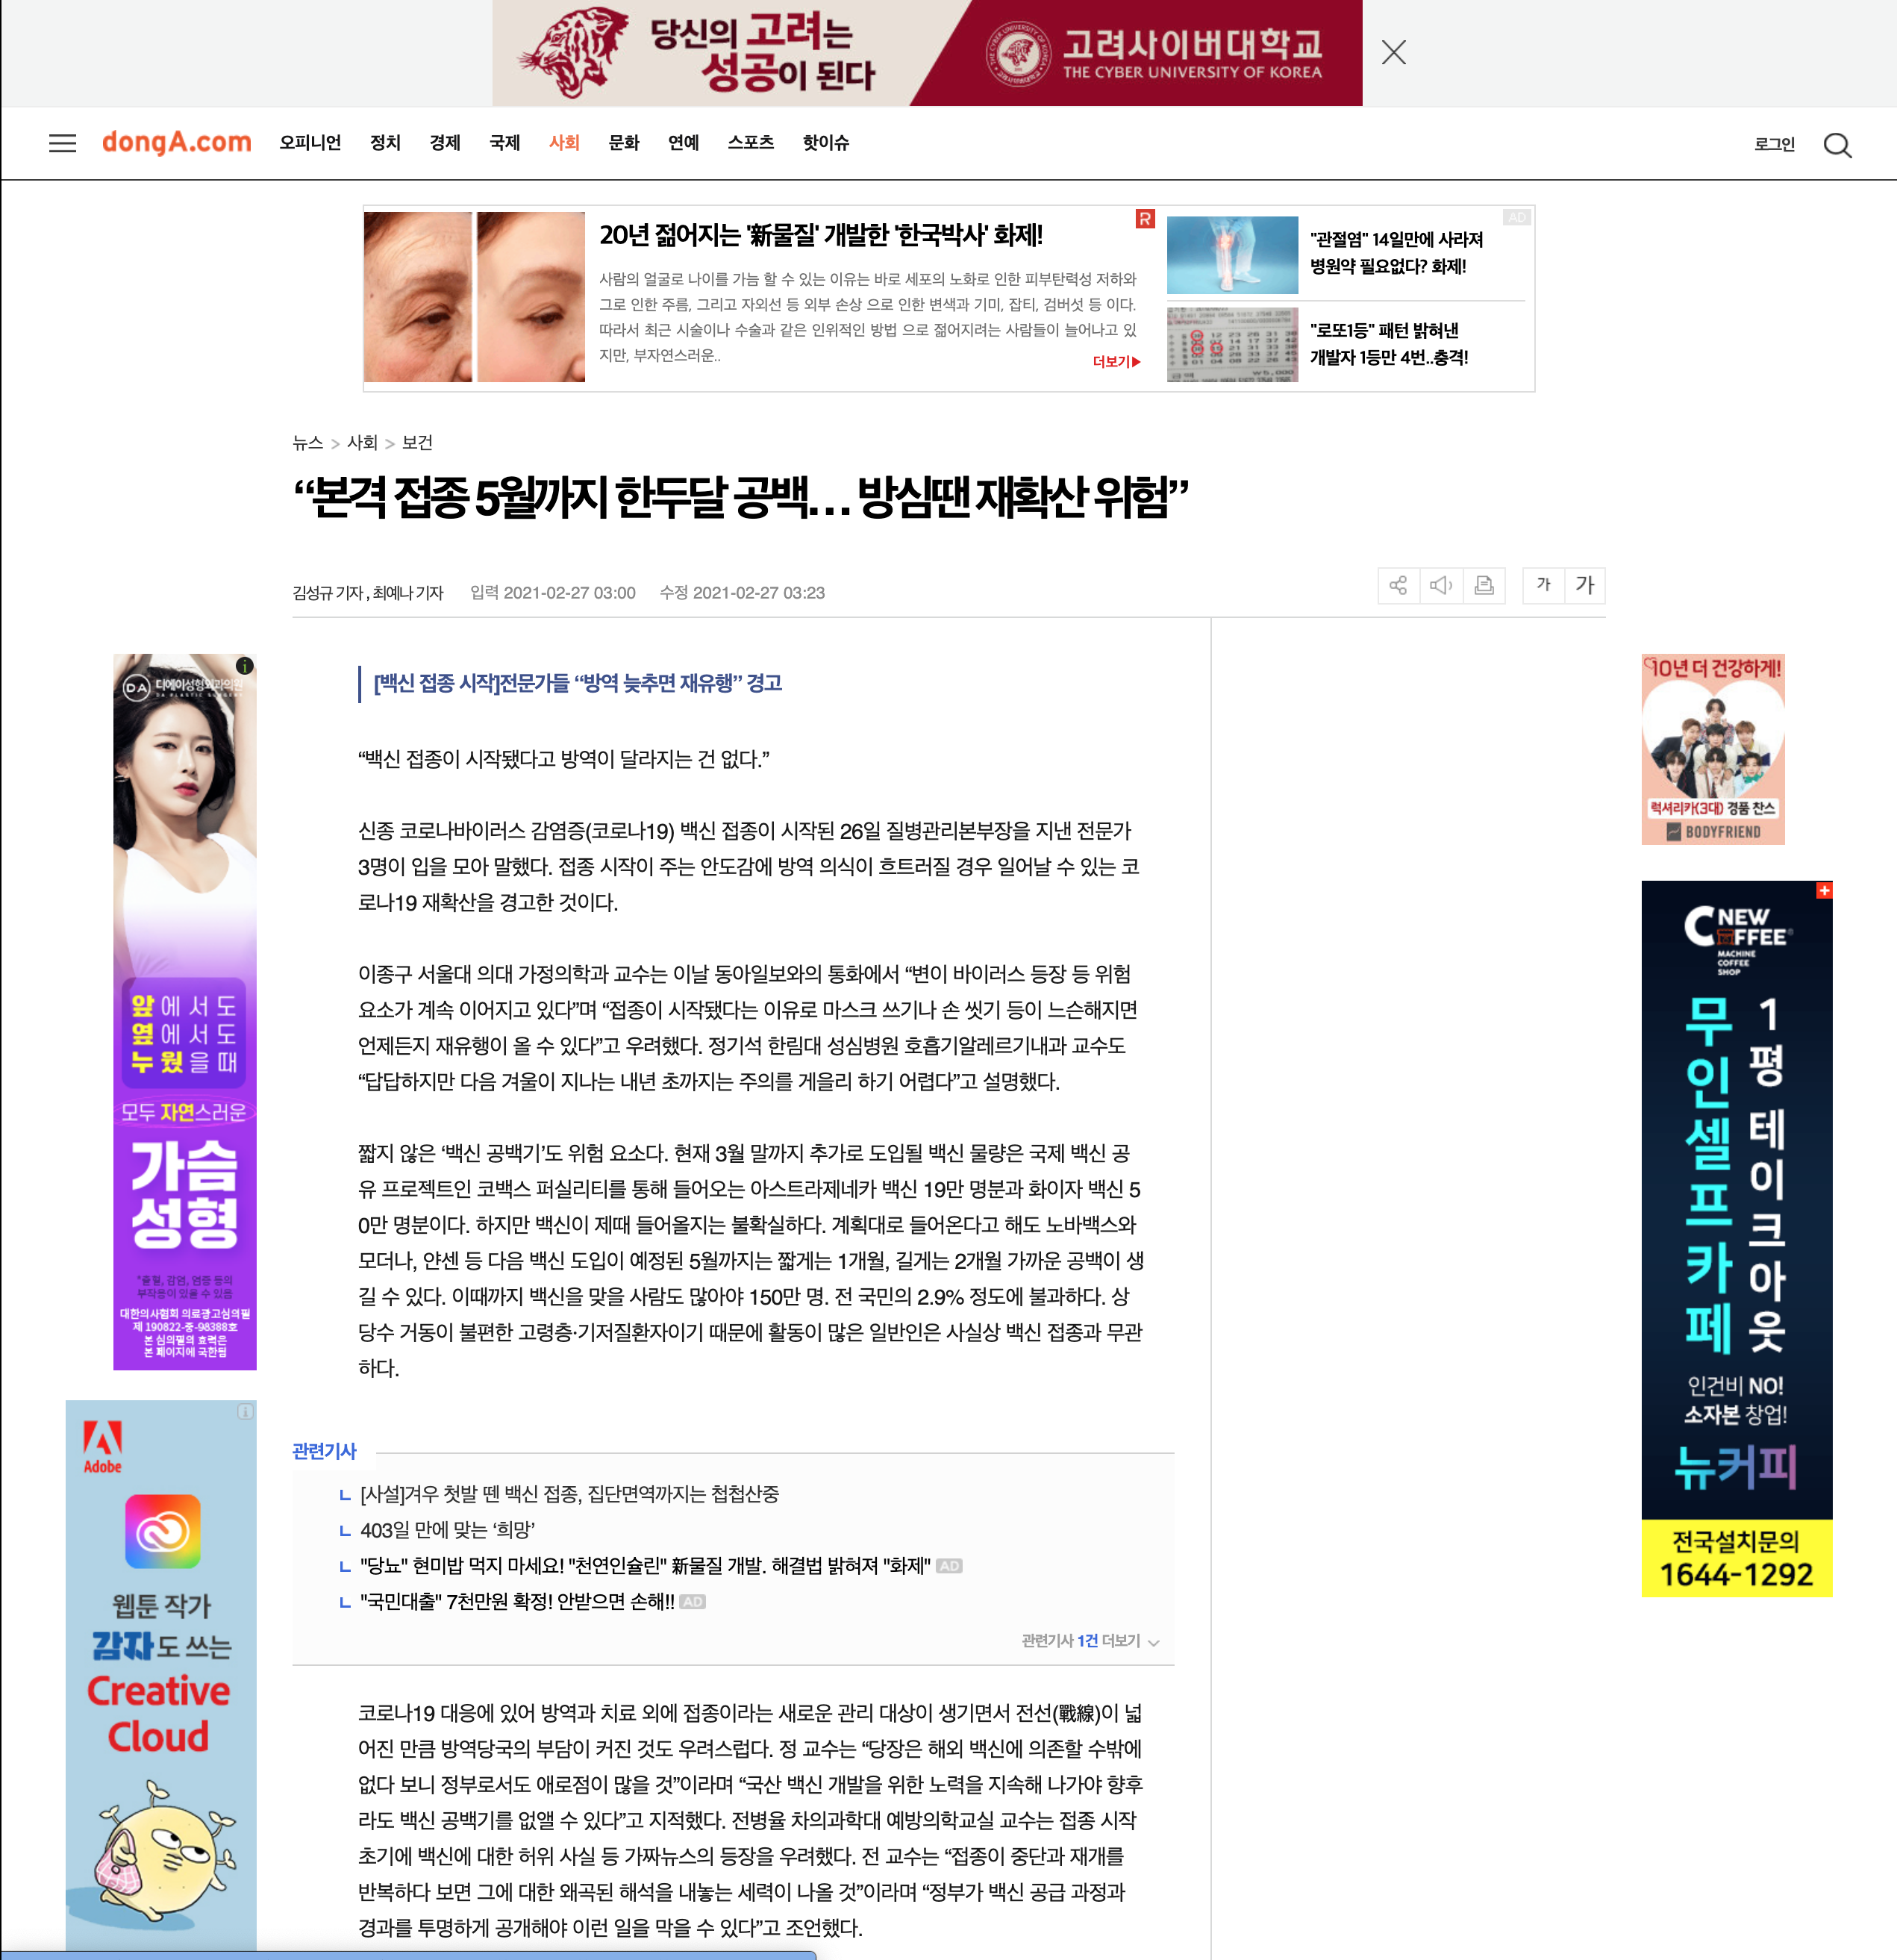 당신의 고려는
성공이 된다
고려사이버대학교
THE CYBER UNIVERSITY OF KOREA
dongA.com 오피니언 정치 경제 국제 사회 문화 연예 스포츠 핫이슈 로그인
20년 젊어지는 '新물질' 개발한 '한국박사' 화제!
사람의 얼굴로 나이를 가늠 할 수 있는 이유는 바로 세포의 노화로 인한 피부탄력성 저하와
그로 인한 주름, 그리고 자외선 등 외부 손상 으로 인한 변색과 기미, 잡티, 검버섯 등 이다.
따라서 최근 시술이나 수술과 같은 인위적인 방법 으로 젊어지려는 사람들이 늘어나고 있
지만, 부자연스러운..
더보기▶
R
AD
"관절염" 14일만에 사라져
병원약 필요없다? 화제!
"로또1등" 패턴 밝혀낸
개발자 1등만 4번..충격!
뉴스 > 사회 > 보건
“본격 접종 5월까지 한두달 공백… 방심땐 재확산 위험”
김성규 기자 , 최예나 기자 입력 2021-02-27 03:00 수정 2021-02-27 03:23
가 가
[백신 접종 시작]전문가들 “방역 늦추면 재유행” 경고
“백신 접종이 시작됐다고 방역이 달라지는 건 없다.”
신종 코로나바이러스 감염증(코로나19) 백신 접종이 시작된 26일 질병관리본부장을 지낸 전문가
3명이 입을 모아 말했다. 접종 시작이 주는 안도감에 방역 의식이 흐트러질 경우 일어날 수 있는 코
로나19 재확산을 경고한 것이다.
이종구 서울대 의대 가정의학과 교수는 이날 동아일보와의 통화에서 “변이 바이러스 등장 등 위험
요소가 계속 이어지고 있다”며 “접종이 시작됐다는 이유로 마스크 쓰기나 손 씻기 등이 느슨해지면
언제든지 재유행이 올 수 있다”고 우려했다. 정기석 한림대 성심병원 호흡기알레르기내과 교수도
“답답하지만 다음 겨울이 지나는 내년 초까지는 주의를 게을리 하기 어렵다”고 설명했다.
짧지 않은 ‘백신 공백기’도 위험 요소다. 현재 3월 말까지 추가로 도입될 백신 물량은 국제 백신 공
유 프로젝트인 코백스 퍼실리티를 통해 들어오는 아스트라제네카 백신 19만 명분과 화이자 백신 5
0만 명분이다. 하지만 백신이 제때 들어올지는 불확실하다. 계획대로 들어온다고 해도 노바백스와
모더나, 얀센 등 다음 백신 도입이 예정된 5월까지는 짧게는 1개월, 길게는 2개월 가까운 공백이 생
길 수 있다. 이때까지 백신을 맞을 사람도 많아야 150만 명. 전 국민의 2.9% 정도에 불과하다. 상
당수 거동이 불편한 고령층·기저질환자이기 때문에 활동이 많은 일반인은 사실상 백신 접종과 무관
하다.
관련기사
[사설]겨우 첫발 뗀 백신 접종, 집단면역까지는 첩첩산중
403일 만에 맞는 ‘희망’
"당뇨" 현미밥 먹지 마세요! "천연인슐린" 新물질 개발. 해결법 밝혀져 "화제" AD
"국민대출" 7천만원 확정! 안받으면 손해!! AD
관련기사 1건 더보기
코로나19 대응에 있어 방역과 치료 외에 접종이라는 새로운 관리 대상이 생기면서 전선(戰線)이 넓
어진 만큼 방역당국의 부담이 커진 것도 우려스럽다. 정 교수는 “당장은 해외 백신에 의존할 수밖에
없다 보니 정부로서도 애로점이 많을 것”이라며 “국산 백신 개발을 위한 노력을 지속해 나가야 향후
라도 백신 공백기를 없앨 수 있다”고 지적했다. 전병율 차의과학대 예방의학교실 교수는 접종 시작
초기에 백신에 대한 허위 사실 등 가짜뉴스의 등장을 우려했다. 전 교수는 “접종이 중단과 재개를
반복하다 보면 그에 대한 왜곡된 해석을 내놓는 세력이 나올 것”이라며 “정부가 백신 공급 과정과
경과를 투명하게 공개해야 이런 일을 막을 수 있다”고 조언했다.
DA 디에이성형외과의원
DA PLASTIC SURGERY
앞에서도
옆에서도
누웠을때
모두 자연스러운
가슴
성형
*출혈, 감염, 염증 등의
부작용이 있을 수 있음
대한의사협회 의료광고심의필
제 190822-중-98388호
본 심의필의 효력은
본 페이지에 국한됨
Adobe
웹툰 작가
감자도 쓰는
Creative
Cloud
10년 더 건강하게!
럭셔리카(3대) 경품 찬스
BODYFRIEND
NEW
COFFEE
MACHINE
COFFEE
SHOP
1평 테이크아웃
무인셀프카페
인건비 NO!
소자본 창업!
뉴커피
전국설치문의
1644-1292